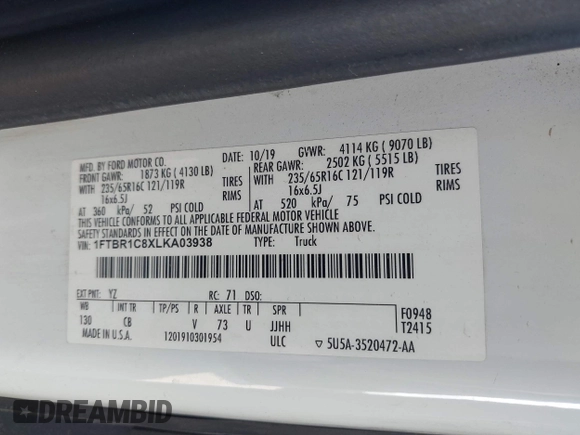 MFD. BY FORD MOTOR CO.
DATE: 10/19 GVWR: 4114 KG ( 9070 LB)
FRONT GAWR: 1873 KG ( 4130 LB)
REAR GAWR: 2502 KG ( 5515 LB)
WITH 235/65R16C 121/119R TIRES
WITH 235/65R16C 121/119R TIRES
16x6.5J RIMS
16x6.5J RIMS
AT 360 kPa/ 52 PSI COLD
AT 520 kPa/ 75 PSI COLD
THIS VEHICLE CONFORMS TO ALL APPLICABLE FEDERAL MOTOR VEHICLE
SAFETY STANDARDS IN EFFECT ON THE DATE OF MANUFACTURE SHOWN ABOVE.
VIN: 1FTBR1C8XLKA03938 TYPE: Truck
EXT PNT: YZ RC: 71 DSO:
WB INT TR TP/PS R AXLE TR SPR
130 CB V 73 U JJHH
F0948
T2415
MADE IN U.S.A. 1201910301954 ULC ▽ 5U5A-3520472-AA
DREAMBID